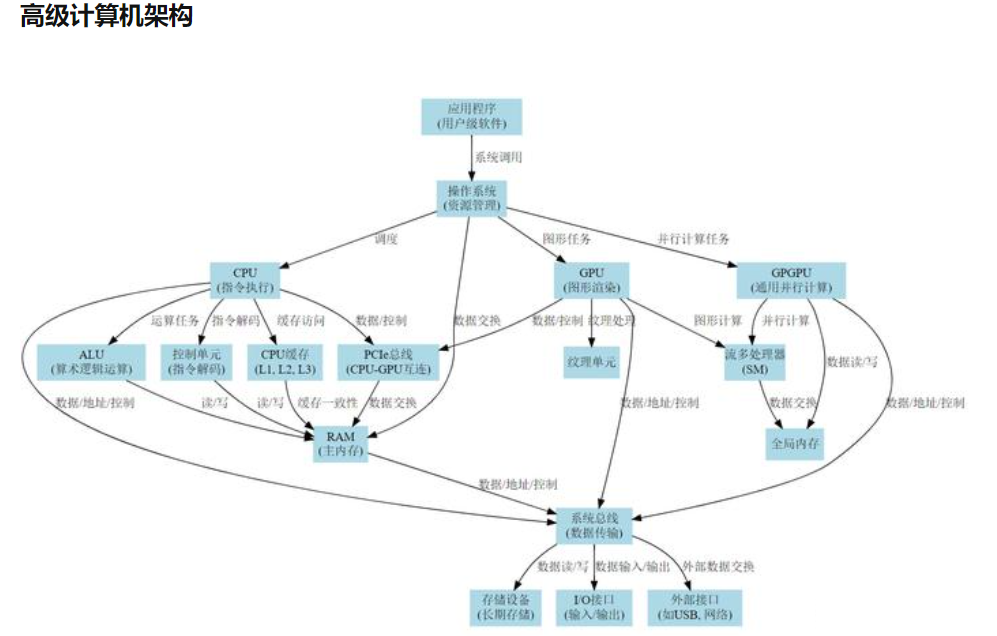 高级计算机架构
应用程序
(用户级软件)
系统调用
操作系统
(资源管理)
调度
图形任务
并行计算任务
CPU
(指令执行)
GPU
(图形渲染)
GPGPU
(通用并行计算)
运算任务
指令解码
缓存访问
数据/控制
数据交换
数据/控制
纹理处理
图形计算
并行计算
ALU
(算术逻辑运算)
控制单元
(指令解码)
CPU缓存
(L1, L2, L3)
PCIe总线
(CPU-GPU互连)
纹理单元
流多处理器
(SM)
数据读/写
数据/地址/控制
读/写
读/写
缓存一致性
数据交换
数据/地址/控制
数据交换
数据/地址/控制
RAM
(主内存)
全局内存
数据/地址/控制
系统总线
(数据传输)
数据读/写
数据输入/输出
外部数据交换
存储设备
(长期存储)
I/O接口
(输入/输出)
外部接口
(如USB, 网络)